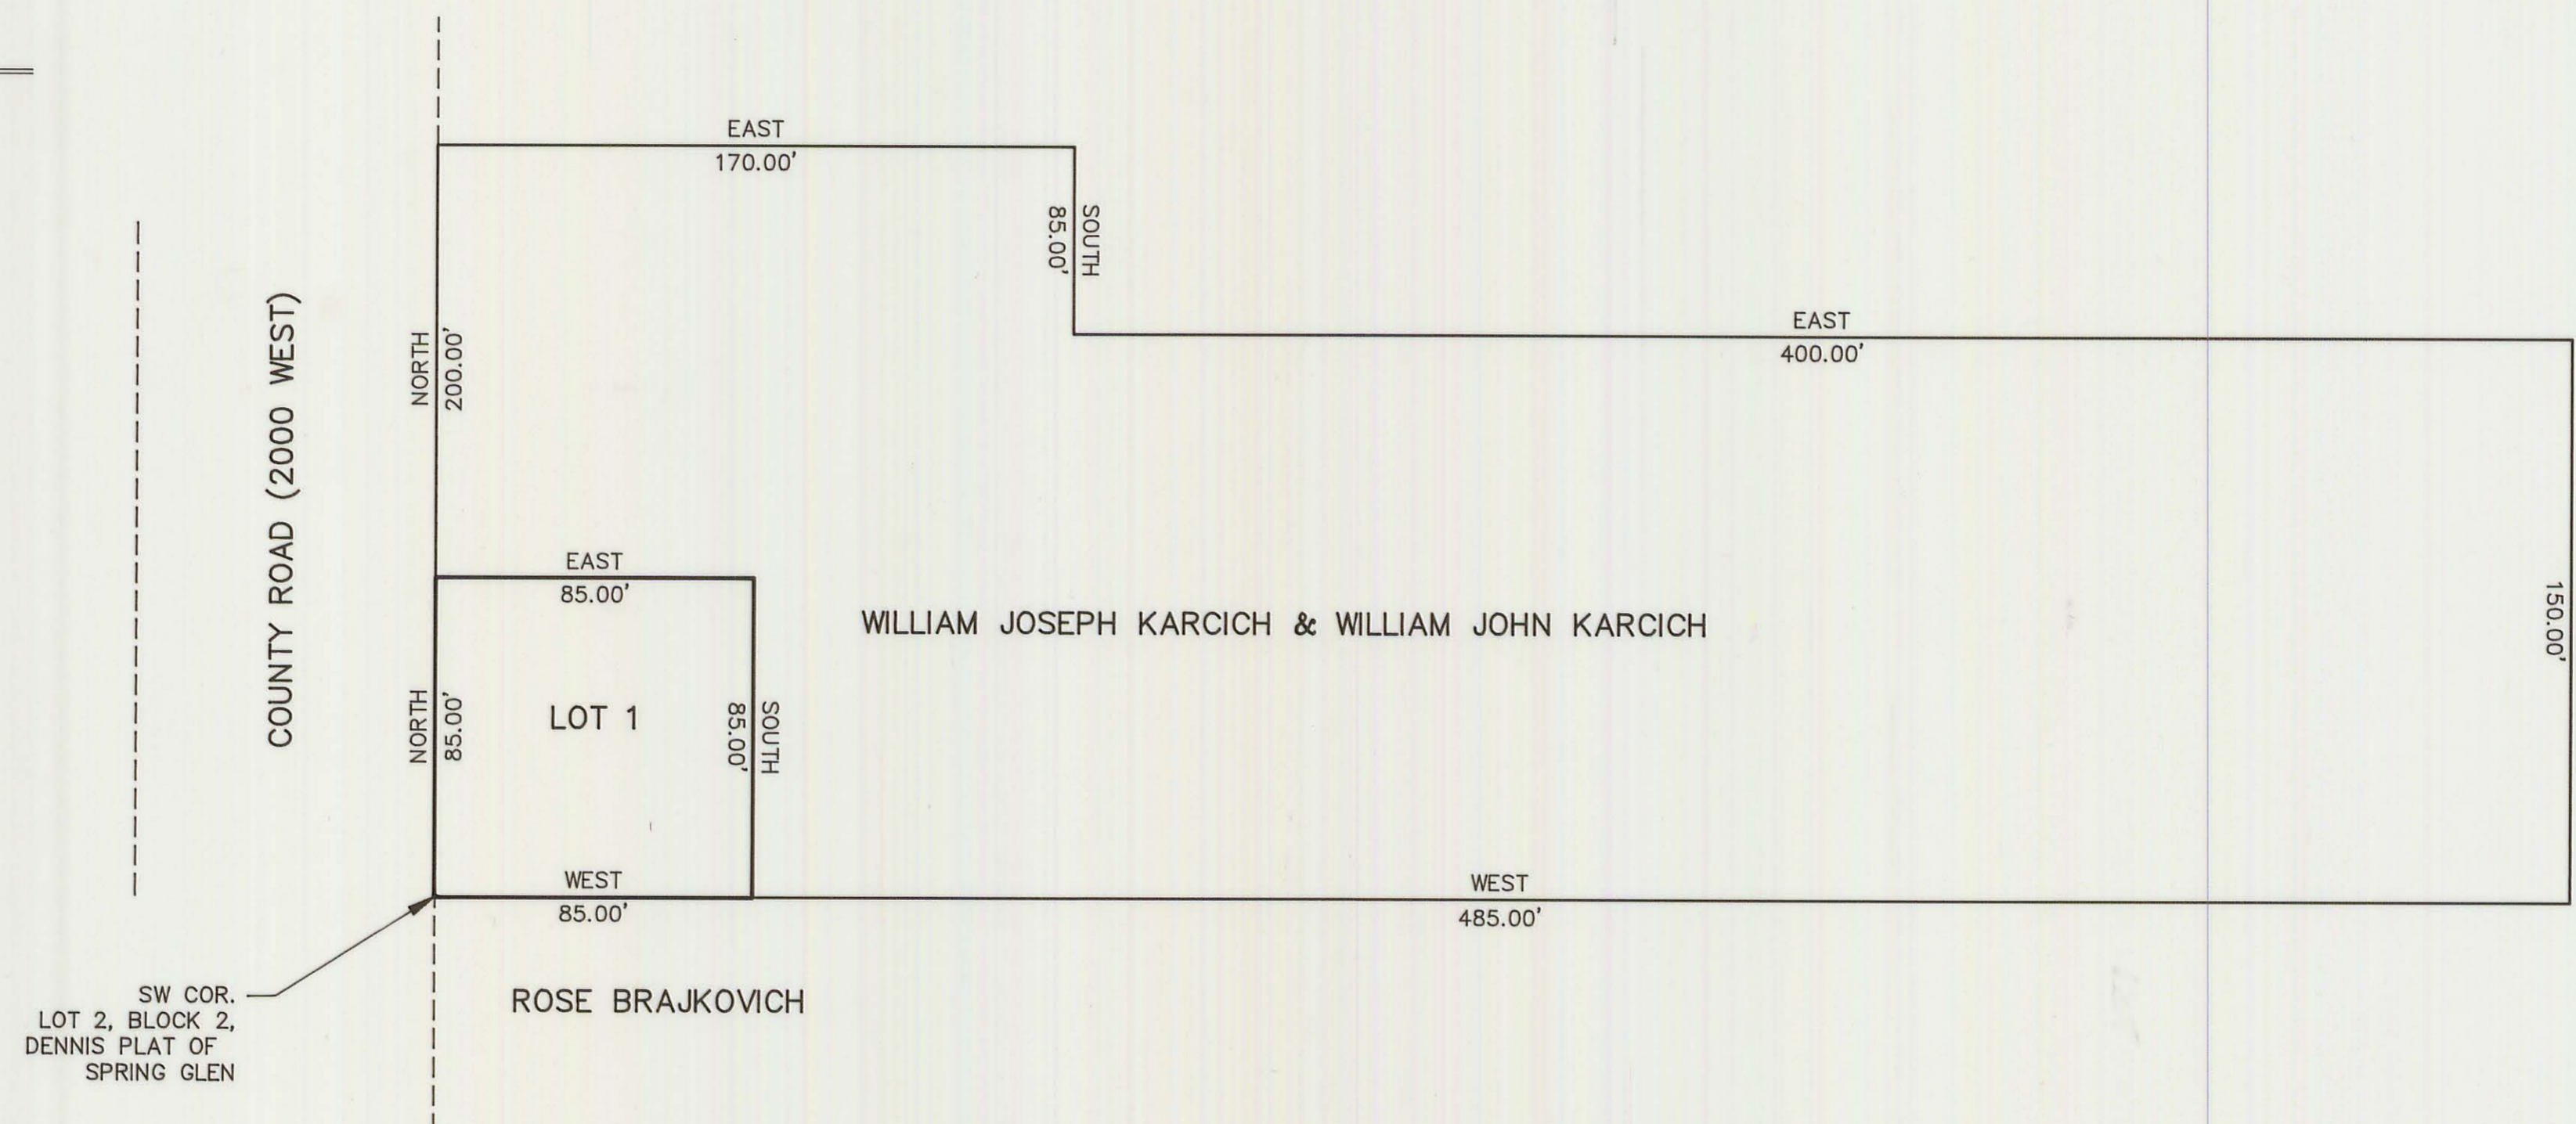 EAST
170.00'
SOUTH
85.00'
EAST
400.00'
NORTH
200.00'
COUNTY ROAD (2000 WEST)
EAST
85.00'
WILLIAM JOSEPH KARCICH & WILLIAM JOHN KARCICH
150.00'
NORTH
85.00'
LOT 1
SOUTH
85.00'
WEST
85.00'
WEST
485.00'
SW COR.
LOT 2, BLOCK 2,
DENNIS PLAT OF
SPRING GLEN
ROSE BRAJKOVICH